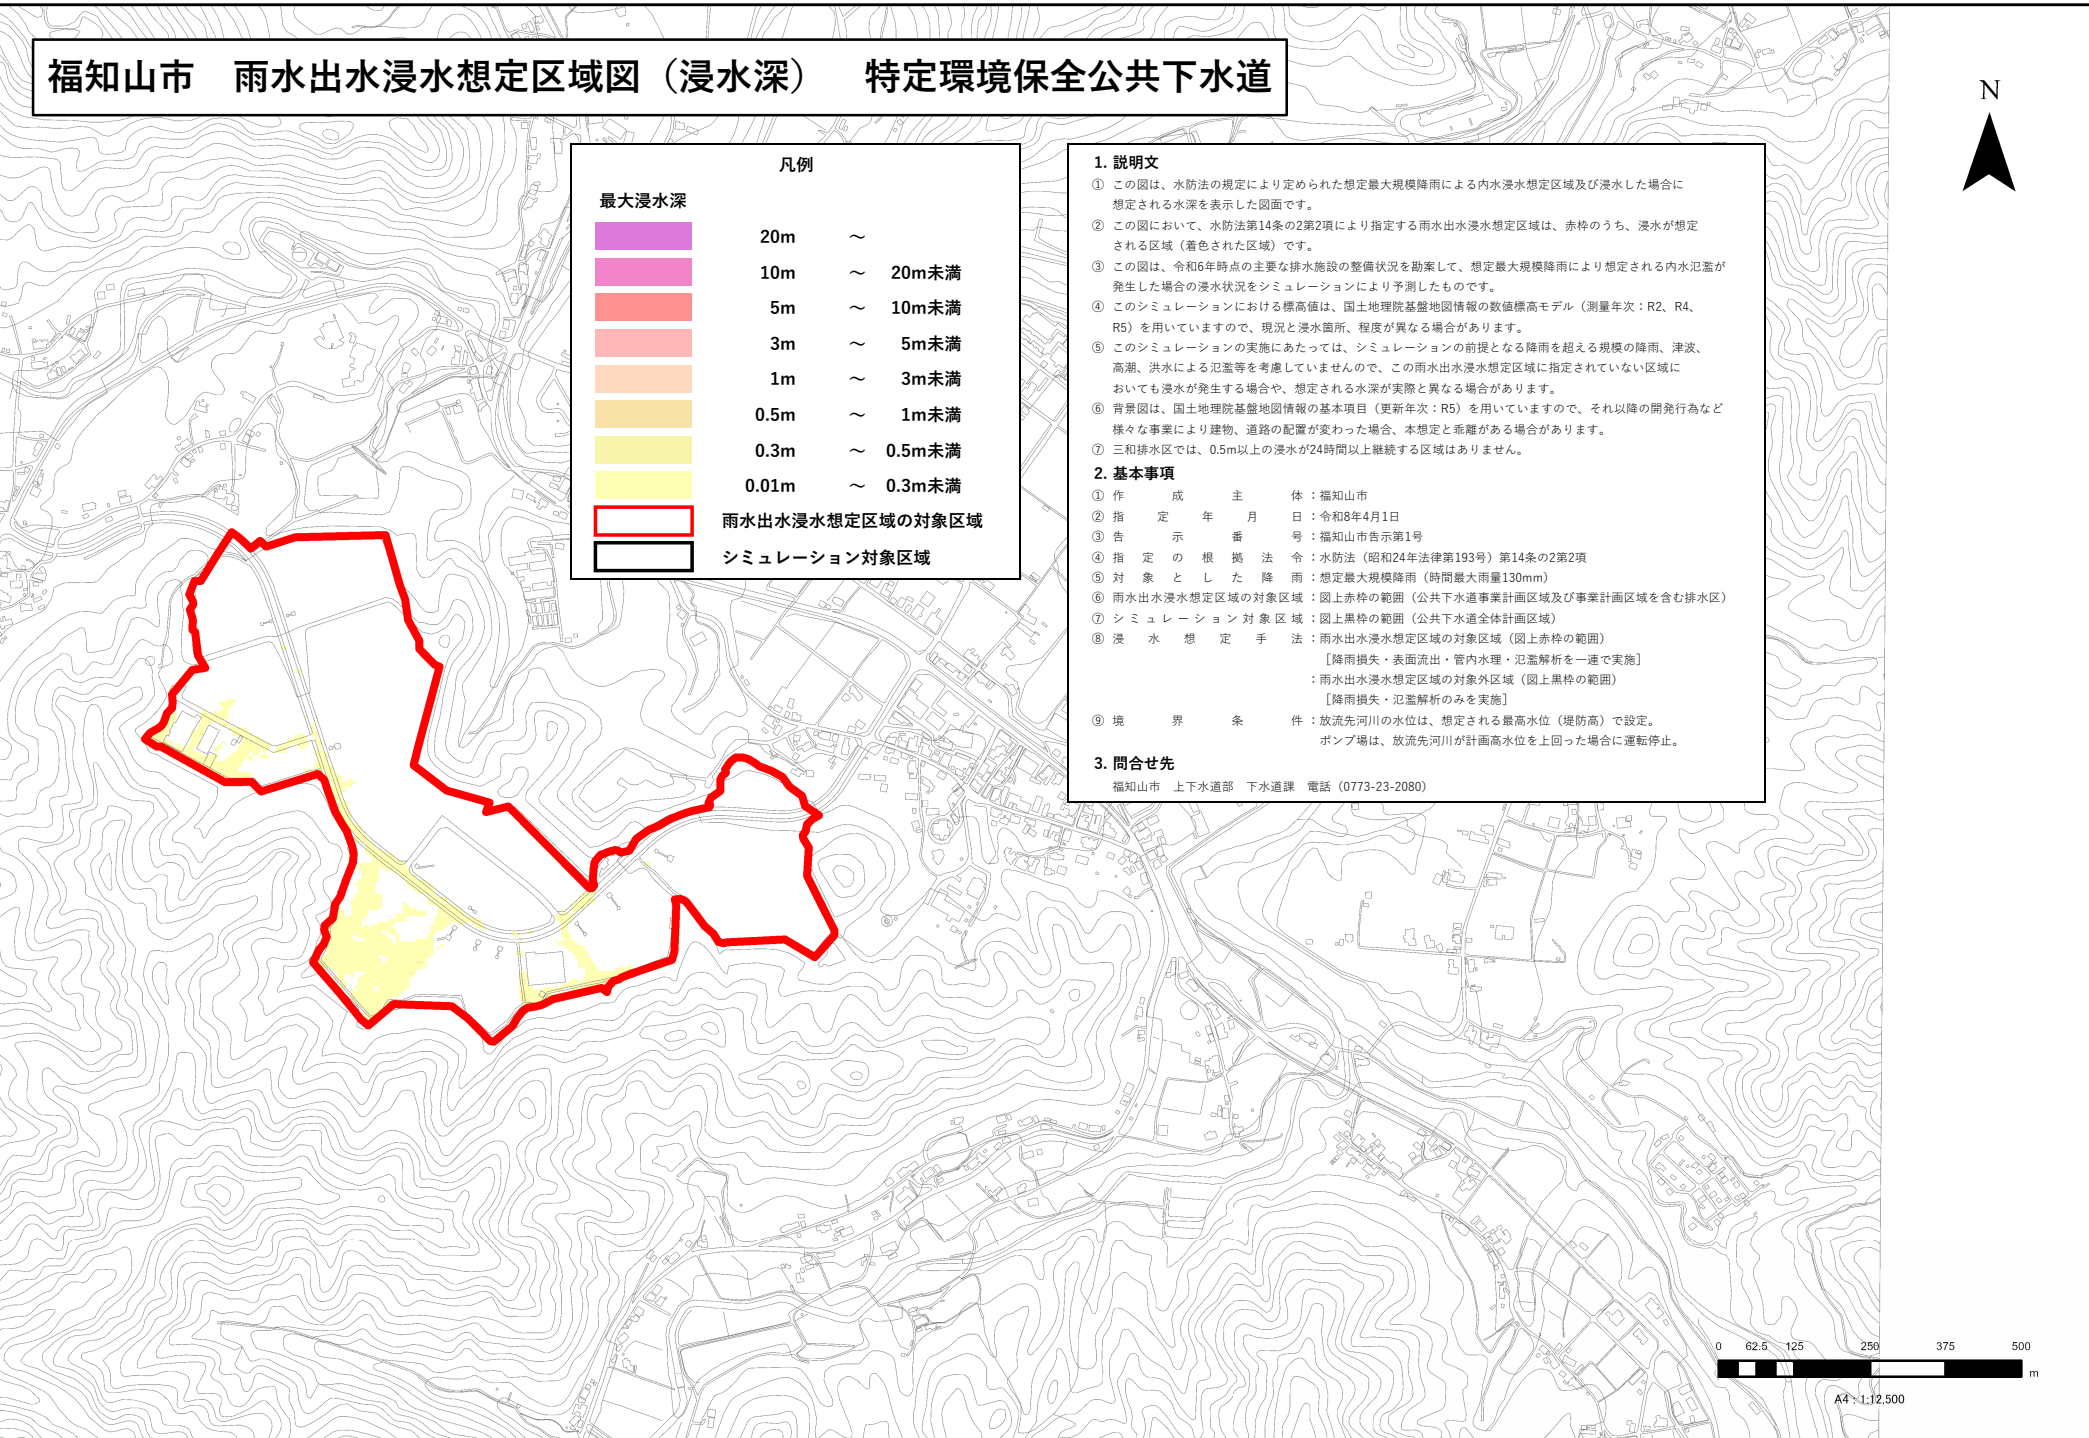 福知山市　雨水出水浸水想定区域図（浸水深）　特定環境保全公共下水道
N
凡例
最大浸水深
20m ～
10m ～ 20m未満
5m ～ 10m未満
3m ～ 5m未満
1m ～ 3m未満
0.5m ～ 1m未満
0.3m ～ 0.5m未満
0.01m ～ 0.3m未満
雨水出水浸水想定区域の対象区域
シミュレーション対象区域
1. 説明文
① この図は、水防法の規定により定められた想定最大規模降雨による内水浸水想定区域及び浸水した場合に
想定される水深を表示した図面です。
② この図において、水防法第14条の2第2項により指定する雨水出水浸水想定区域は、赤枠のうち、浸水が想定
される区域（着色された区域）です。
③ この図は、令和6年時点の主要な排水施設の整備状況を勘案して、想定最大規模降雨により想定される内水氾濫が
発生した場合の浸水状況をシミュレーションにより予測したものです。
④ このシミュレーションにおける標高値は、国土地理院基盤地図情報の数値標高モデル（測量年次：R2、R4、
R5）を用いていますので、現況と浸水箇所、程度が異なる場合があります。
⑤ このシミュレーションの実施にあたっては、シミュレーションの前提となる降雨を超える規模の降雨、津波、
高潮、洪水による氾濫等を考慮していませんので、この雨水出水浸水想定区域に指定されていない区域に
おいても浸水が発生する場合や、想定される水深が実際と異なる場合があります。
⑥ 背景図は、国土地理院基盤地図情報の基本項目（更新年次：R5）を用いていますので、それ以降の開発行為など
様々な事業により建物、道路の配置が変わった場合、本想定と乖離がある場合があります。
⑦ 三和排水区では、0.5m以上の浸水が24時間以上継続する区域はありません。
2. 基本事項
① 作成主体：福知山市
② 指定年月日：令和8年4月1日
③ 告示番号：福知山市告示第1号
④ 指定の根拠法令：水防法（昭和24年法律第193号）第14条の2第2項
⑤ 対象とした降雨：想定最大規模降雨（時間最大雨量130mm）
⑥ 雨水出水浸水想定区域の対象区域：図上赤枠の範囲（公共下水道事業計画区域及び事業計画区域を含む排水区）
⑦ シミュレーション対象区域：図上黒枠の範囲（公共下水道全体計画区域）
⑧ 浸水想定手法：雨水出水浸水想定区域の対象区域（図上赤枠の範囲）
［降雨損失・表面流出・管内水理・氾濫解析を一連で実施］
：雨水出水浸水想定区域の対象外区域（図上黒枠の範囲）
［降雨損失・氾濫解析のみを実施］
⑨ 境界条件：放流先河川の水位は、想定される最高水位（堤防高）で設定。
ポンプ場は、放流先河川が計画高水位を上回った場合に運転停止。
3. 問合せ先
福知山市　上下水道部　下水道課　電話（0773-23-2080）
0 62.5 125 250 375 500
m
A4：1:12,500